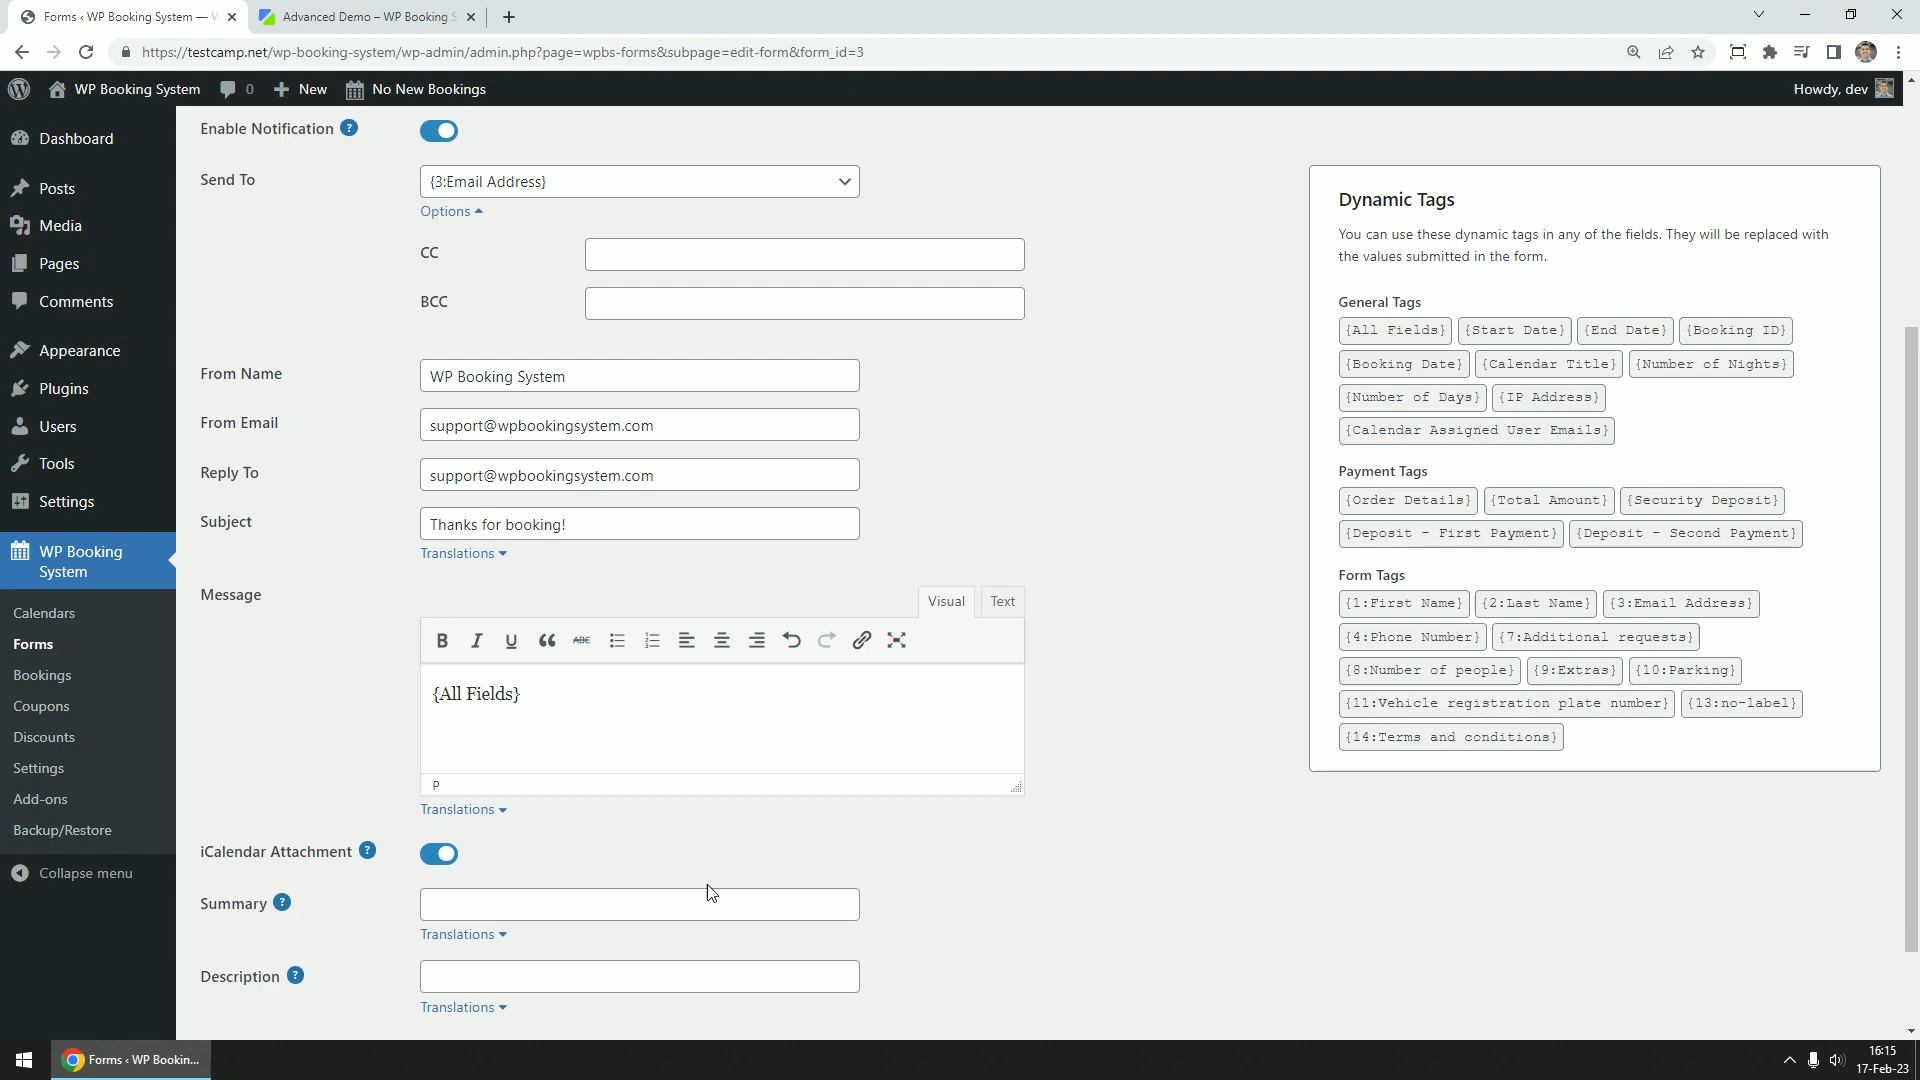 Forms ‹ WP Booking System — W
Advanced Demo – WP Booking S
https://testcamp.net/wp-booking-system/wp-admin/admin.php?page=wpbs-forms&subpage=edit-form&form_id=3
WP Booking System
0
New
No New Bookings
Howdy, dev
Dashboard
Posts
Media
Pages
Comments
Appearance
Plugins
Users
Tools
Settings
WP Booking
System
Calendars
Forms
Bookings
Coupons
Discounts
Settings
Add-ons
Backup/Restore
Collapse menu
Enable Notification ?
Send To
{3:Email Address}
Options
CC
BCC
From Name
WP Booking System
From Email
support@wpbookingsystem.com
Reply To
support@wpbookingsystem.com
Subject
Thanks for booking!
Translations
Message
Visual
Text
B I U ABC
{All Fields}
P
Translations
iCalendar Attachment ?
Summary ?
Translations
Description ?
Translations
Dynamic Tags
You can use these dynamic tags in any of the fields. They will be replaced with
the values submitted in the form.
General Tags
{All Fields} {Start Date} {End Date} {Booking ID}
{Booking Date} {Calendar Title} {Number of Nights}
{Number of Days} {IP Address}
{Calendar Assigned User Emails}
Payment Tags
{Order Details} {Total Amount} {Security Deposit}
{Deposit - First Payment} {Deposit - Second Payment}
Form Tags
{1:First Name} {2:Last Name} {3:Email Address}
{4:Phone Number} {7:Additional requests}
{8:Number of people} {9:Extras} {10:Parking}
{11:Vehicle registration plate number} {13:no-label}
{14:Terms and conditions}
Forms ‹ WP Bookin...
16:15
17-Feb-23